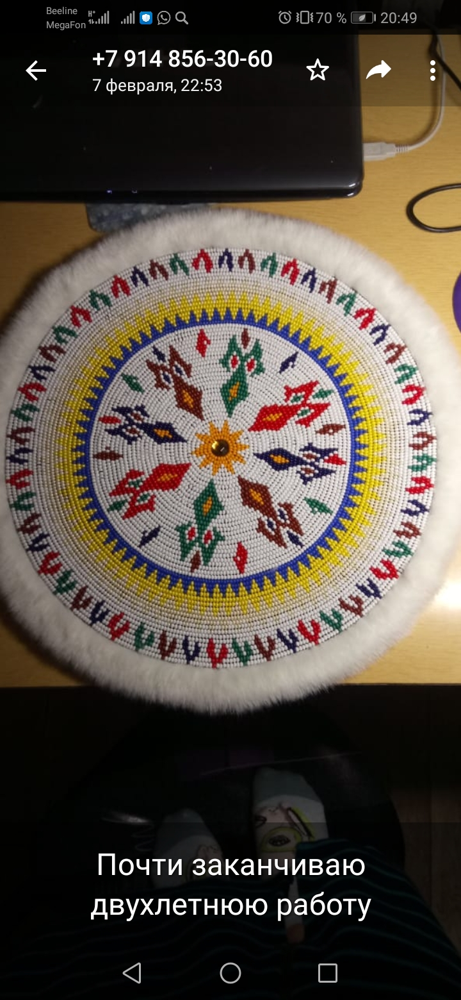 Beeline
MegaFon
H+
70 %
20:49
+7 914 856-30-60
7 февраля, 22:53
Почти заканчиваю
двухлетнюю работу